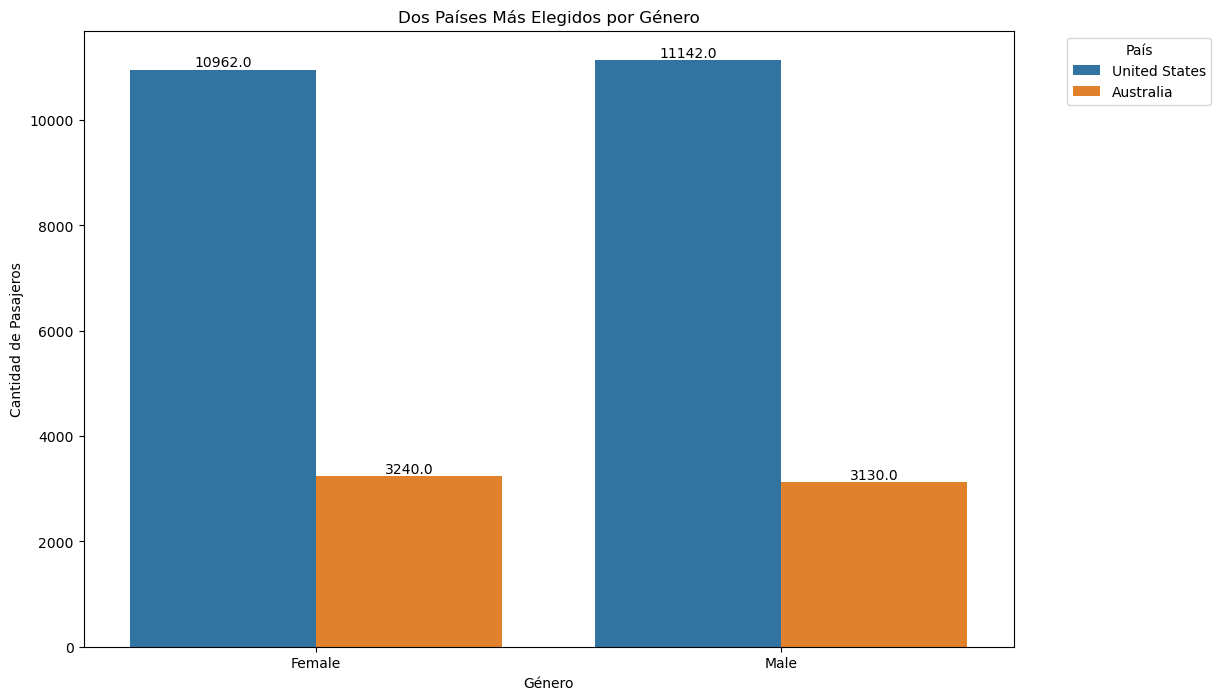 Dos Países Más Elegidos por Género
País
United States
Australia
10962.0
11142.0
3240.0
3130.0
10000
8000
6000
4000
2000
0
Cantidad de Pasajeros
Female
Male
Género